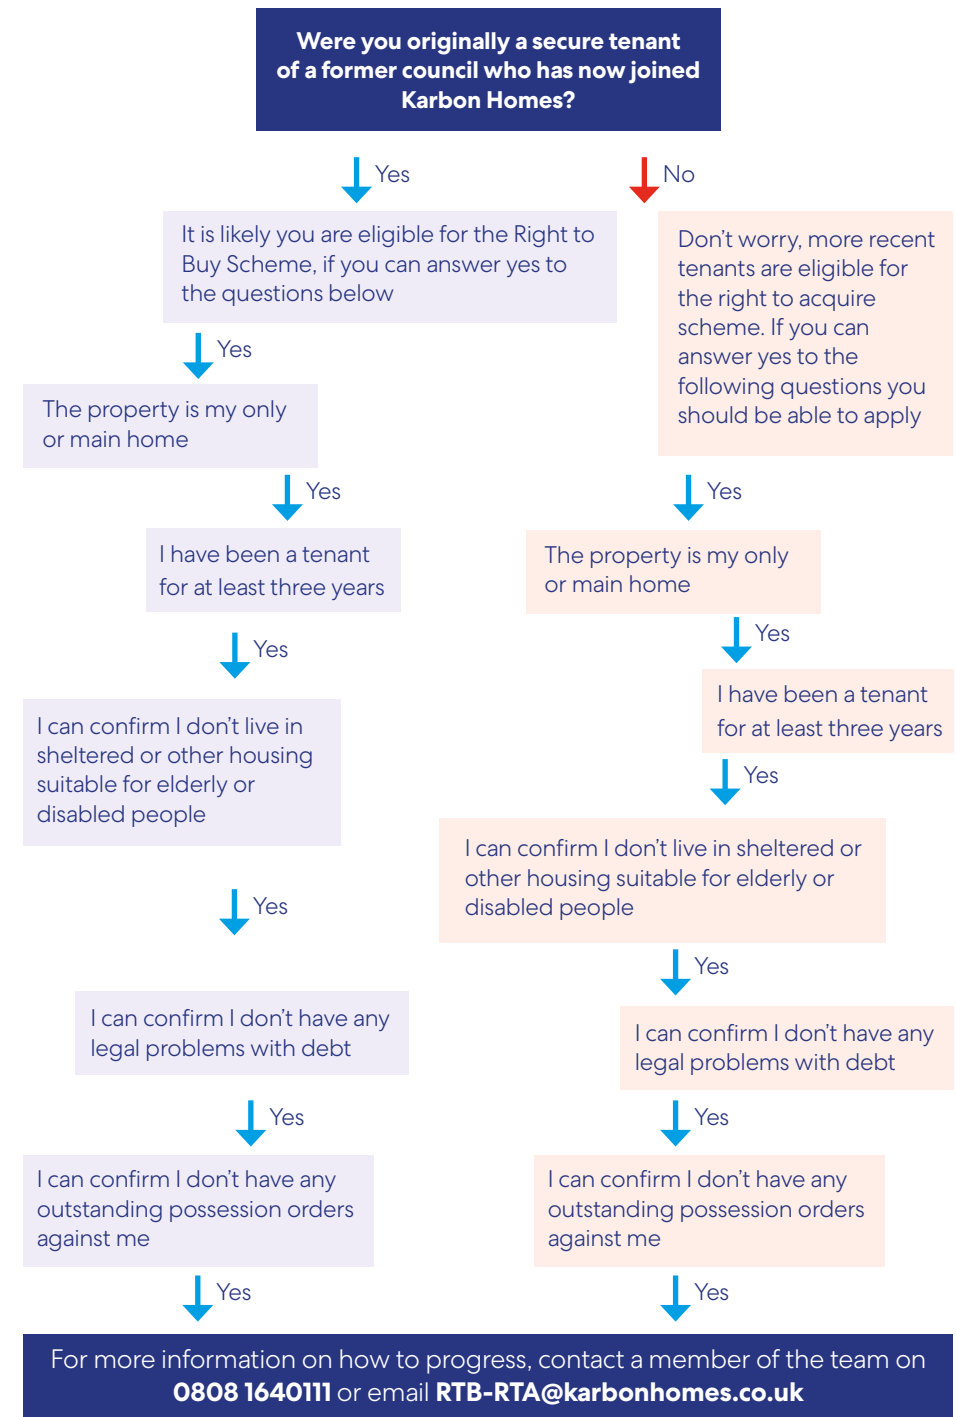 Were you originally a secure tenant
of a former council who has now joined
Karbon Homes?
Yes
No
It is likely you are eligible for the Right to
Buy Scheme, if you can answer yes to
the questions below
Don’t worry, more recent
tenants are eligible for
the right to acquire
scheme. If you can
answer yes to the
following questions you
should be able to apply
Yes
The property is my only
or main home
Yes
I have been a tenant
for at least three years
Yes
I can confirm I don’t live in
sheltered or other housing
suitable for elderly or
disabled people
Yes
I can confirm I don’t have any
legal problems with debt
Yes
I can confirm I don’t have any
outstanding possession orders
against me
Yes
Yes
The property is my only
or main home
Yes
I have been a tenant
for at least three years
Yes
I can confirm I don’t live in sheltered or
other housing suitable for elderly or
disabled people
Yes
I can confirm I don’t have any
legal problems with debt
Yes
I can confirm I don’t have any
outstanding possession orders
against me
Yes
For more information on how to progress, contact a member of the team on
0808 1640111 or email RTB-RTA@karbonhomes.co.uk